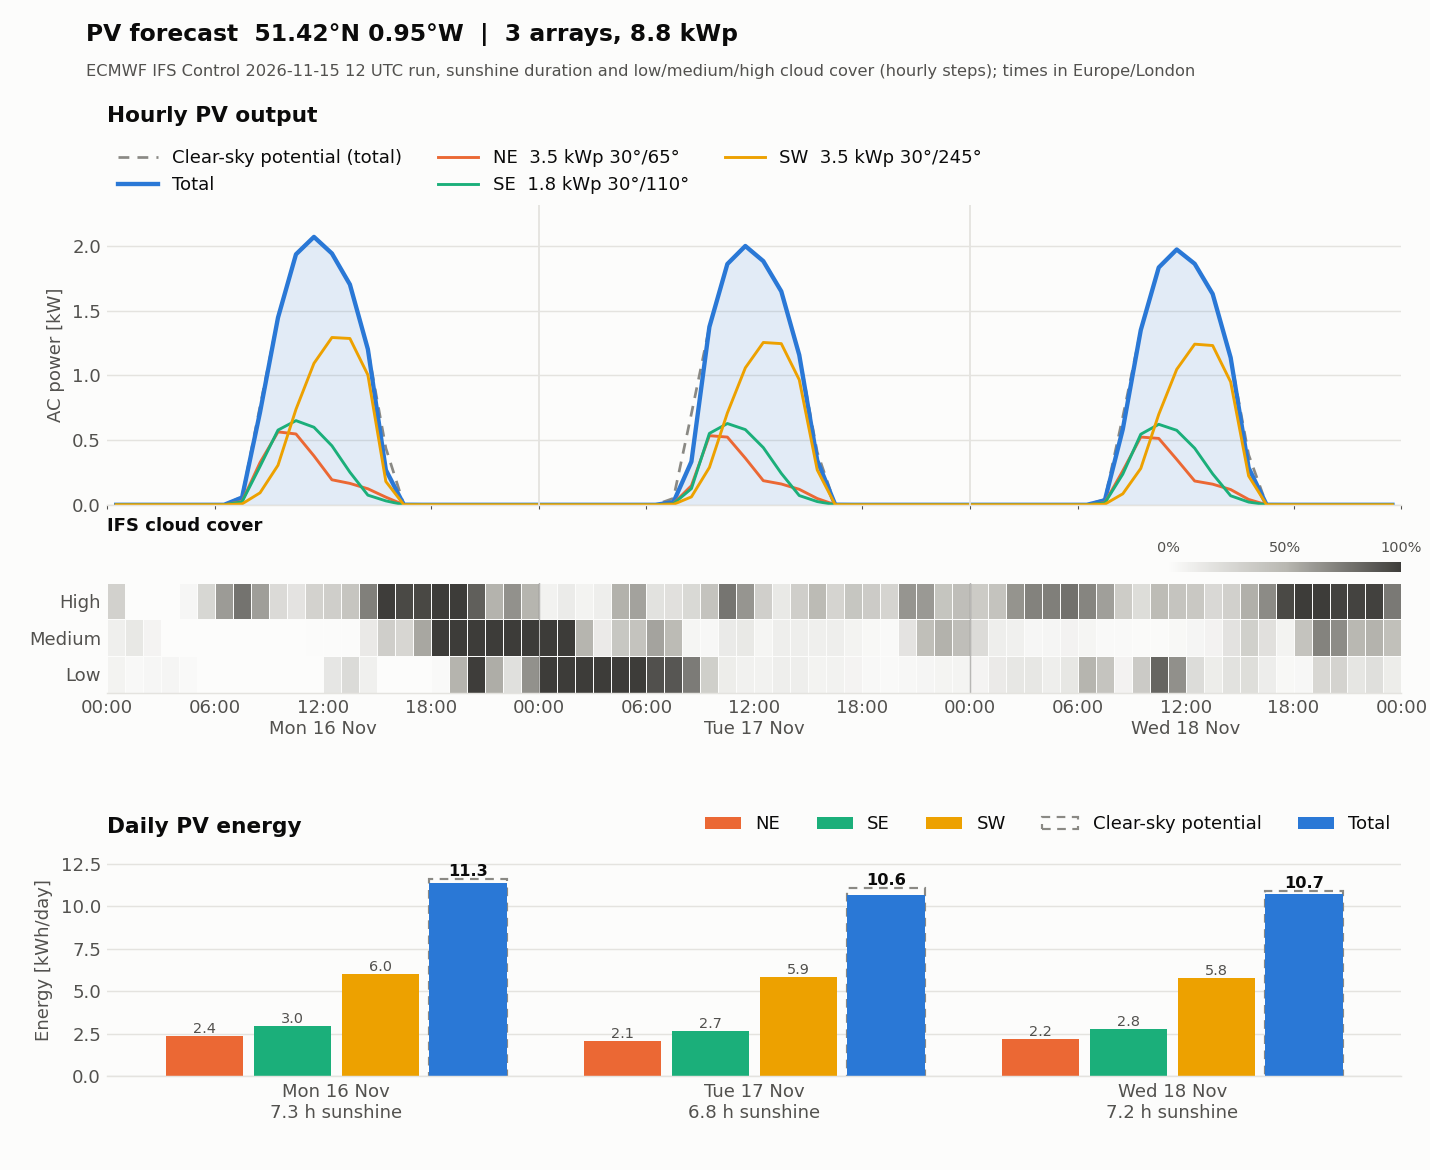 PV forecast  51.42°N 0.95°W  |  3 arrays, 8.8 kWp
ECMWF IFS Control 2026-11-15 12 UTC run, sunshine duration and low/medium/high cloud cover (hourly steps); times in Europe/London
Hourly PV output
Clear-sky potential (total)
Total
NE  3.5 kWp 30°/65°
SE  1.8 kWp 30°/110°
SW  3.5 kWp 30°/245°
AC power [kW]
2.0
1.5
1.0
0.5
0.0
IFS cloud cover
0% 50% 100%
High
Medium
Low
00:00 06:00 12:00 18:00 00:00 06:00 12:00 18:00 00:00 06:00 12:00 18:00 00:00
Mon 16 Nov Tue 17 Nov Wed 18 Nov
Daily PV energy
NE SE SW Clear-sky potential Total
Energy [kWh/day]
12.5
10.0
7.5
5.0
2.5
0.0
2.4 3.0 6.0 11.3
2.1 2.7 5.9 10.6
2.2 2.8 5.8 10.7
Mon 16 Nov Tue 17 Nov Wed 18 Nov
7.3 h sunshine 6.8 h sunshine 7.2 h sunshine